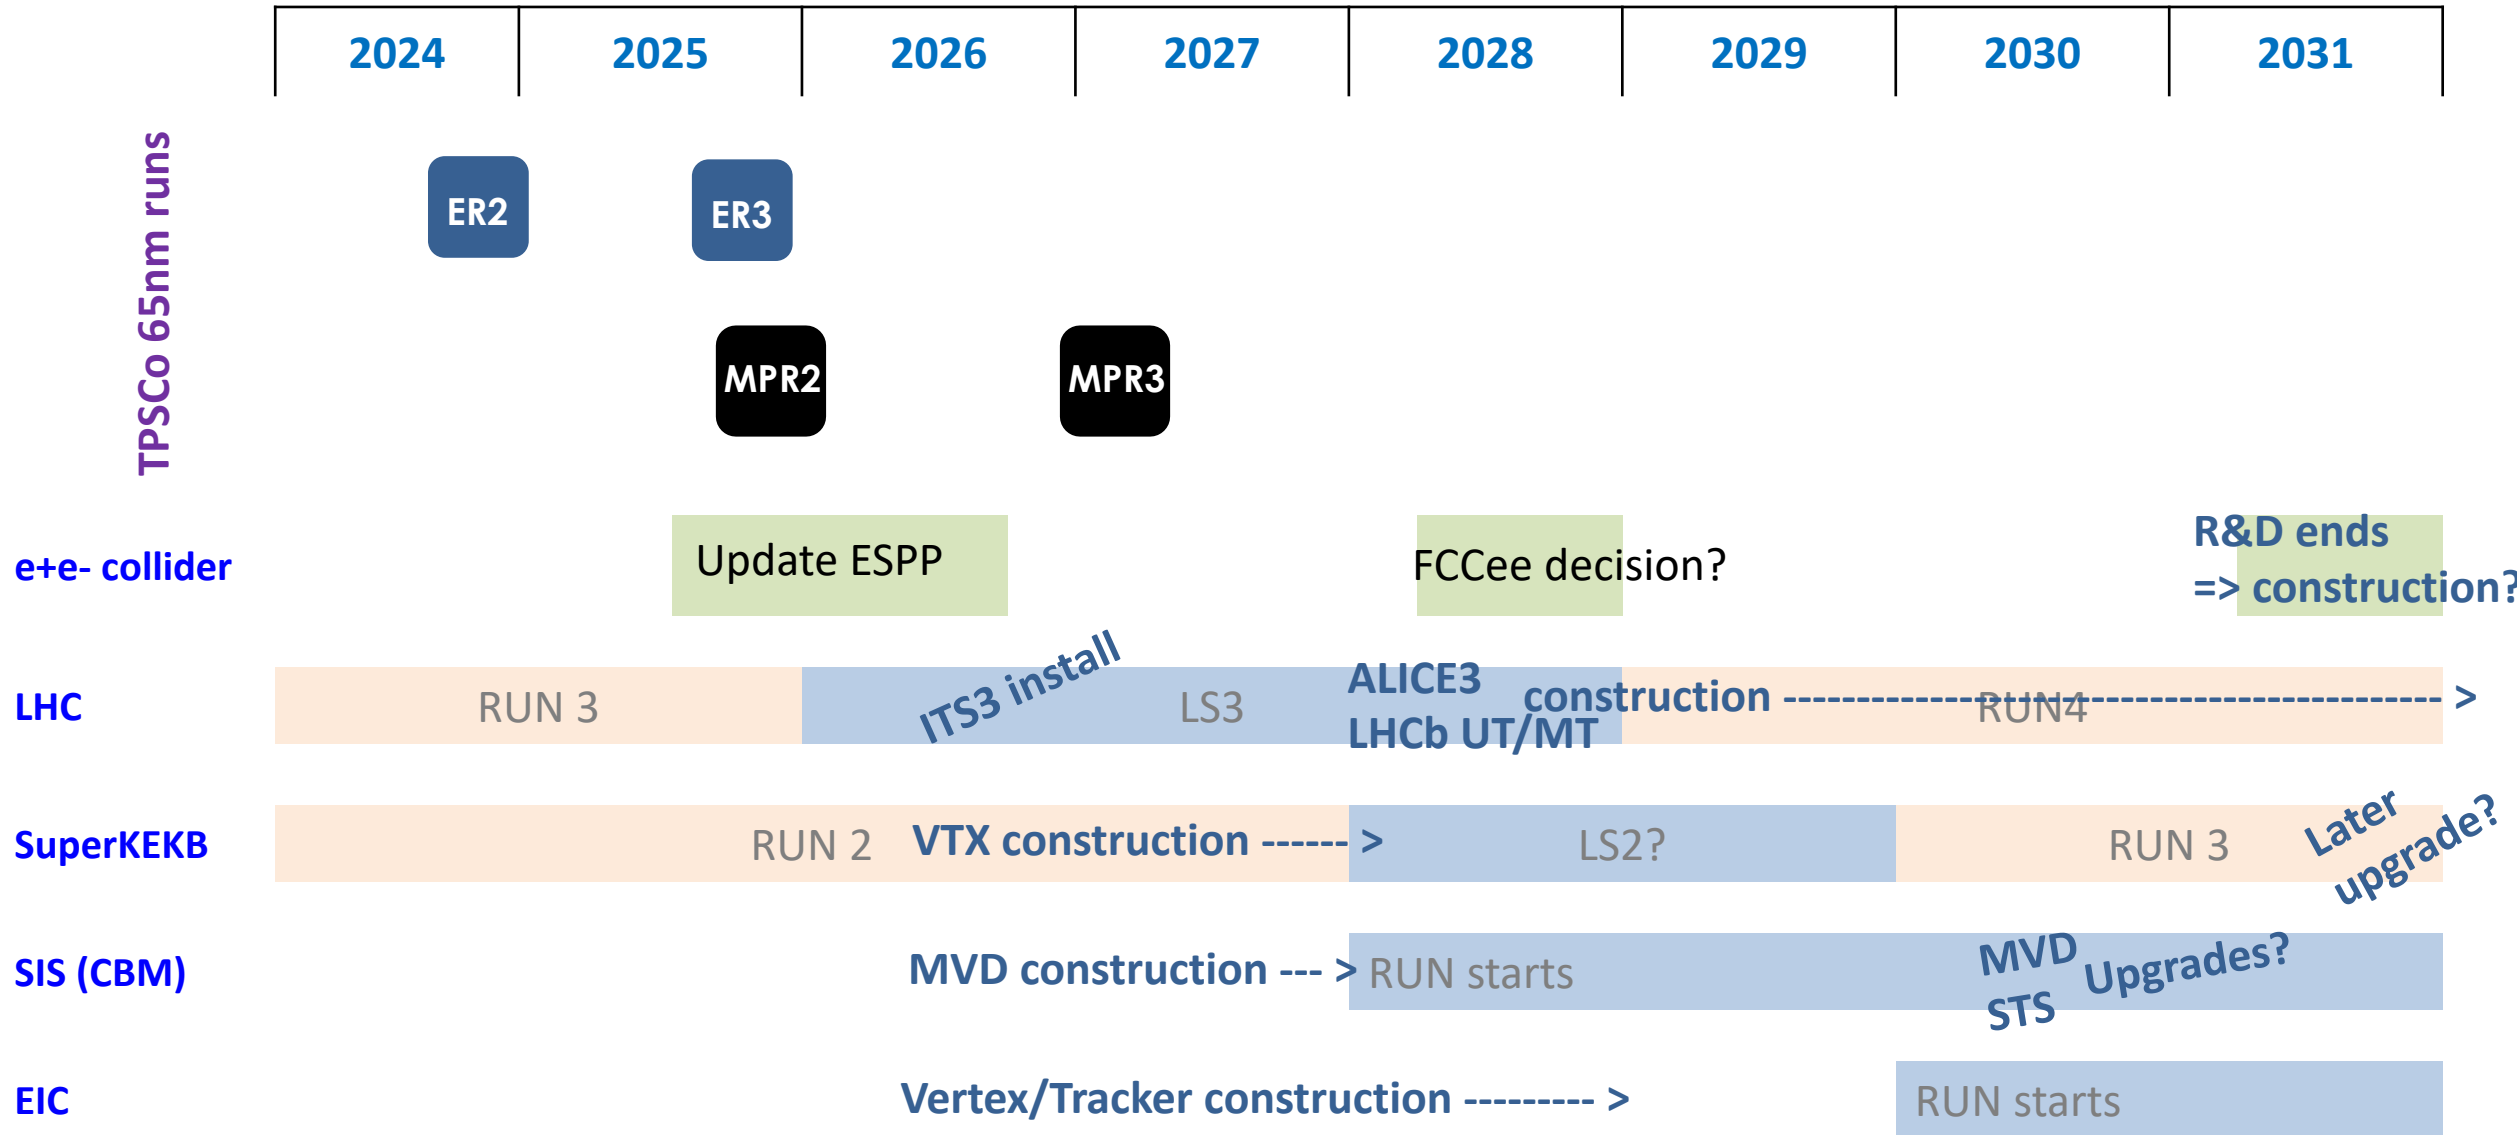 2024 2025 2026 2027 2028 2029 2030 2031
TPSCo 65nm runs
ER2 ER3
MPR2 MPR3
e+e- collider
Update ESPP
FCCee decision?
R&D ends
=> construction?
LHC
RUN 3
ITS3 install
LS3
ALICE3
LHCb UT/MT
construction --------------------------------------------- >
RUN4
SuperKEKB
RUN 2
VTX construction ------ >
LS2?
RUN 3
Later
upgrade?
SIS (CBM)
MVD construction --- >
RUN starts
MVD
STS
Upgrades?
EIC
Vertex/Tracker construction --------- >
RUN starts